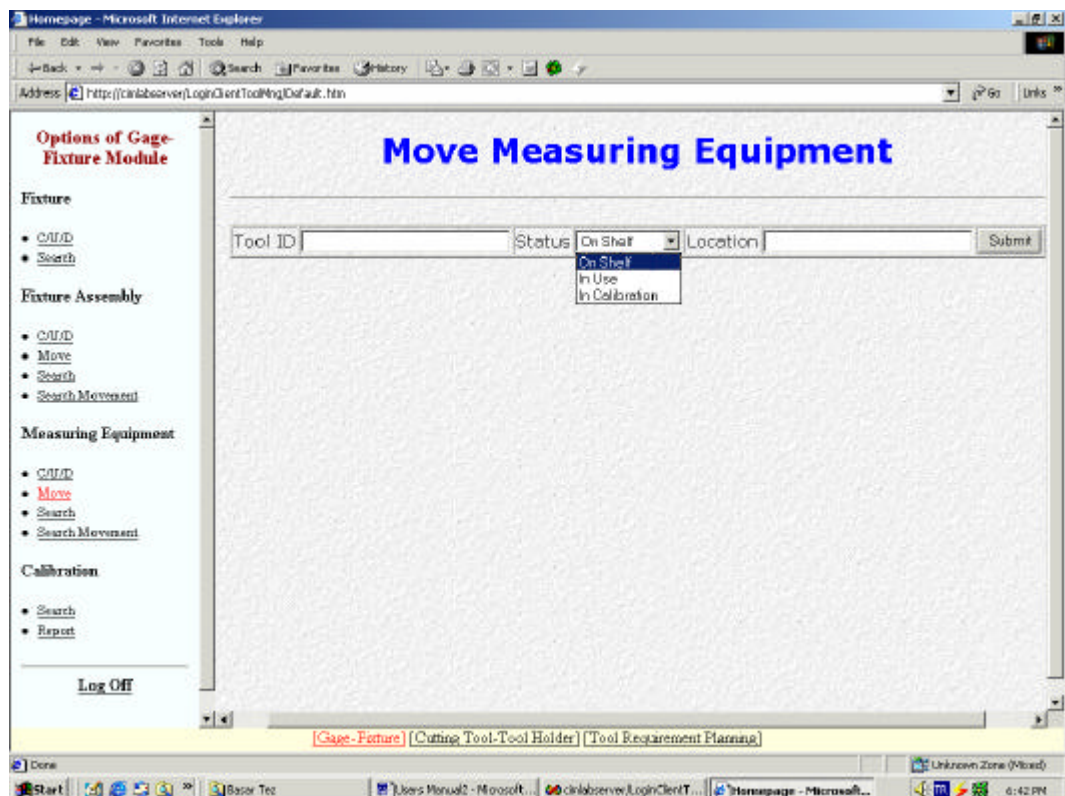 Homepage - Microsoft Internet Explorer
File Edit View Favorites Tools Help
Back Search Favorites History
Address http://cimlabserver/LoginClientToolMng/Default.htm Go Links »
Options of Gage-
Fixture Module
Move Measuring Equipment
Fixture
C/U/D
Search
Tool ID Status On Shelf Location Submit
On Shelf
In Use
In Calibration
Fixture Assembly
C/U/D
Move
Search
Search Movement
Measuring Equipment
C/U/D
Move
Search
Search Movement
Calibration
Search
Report
Log Off
[Gage-Fixture] [Cutting Tool-Tool Holder] [Tool Requirement Planning]
Done Unknown Zone (Mixed)
Start » Basar Tez Users Manual2 - Microsoft... cimlabserver/LoginClientT... Homepage - Microsoft... 6:42 PM